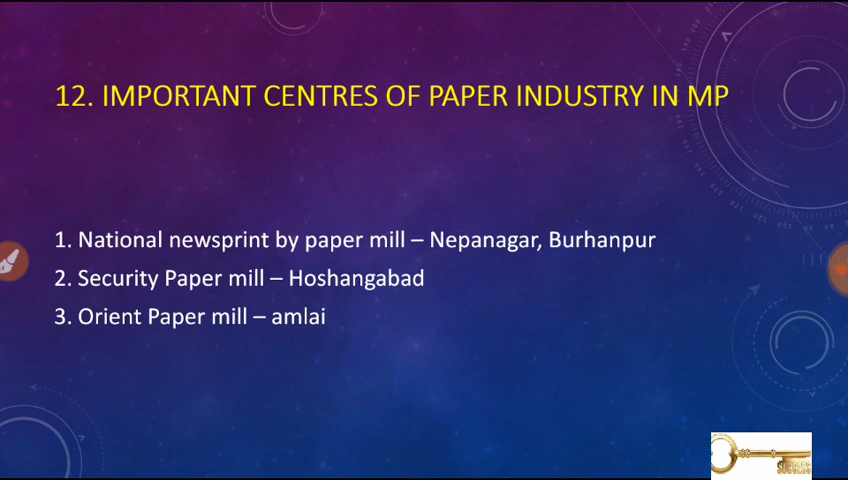 12. IMPORTANT CENTRES OF PAPER INDUSTRY IN MP
1. National newsprint by paper mill – Nepanagar, Burhanpur
2. Security Paper mill – Hoshangabad
3. Orient Paper mill – amlai
SUCCESS